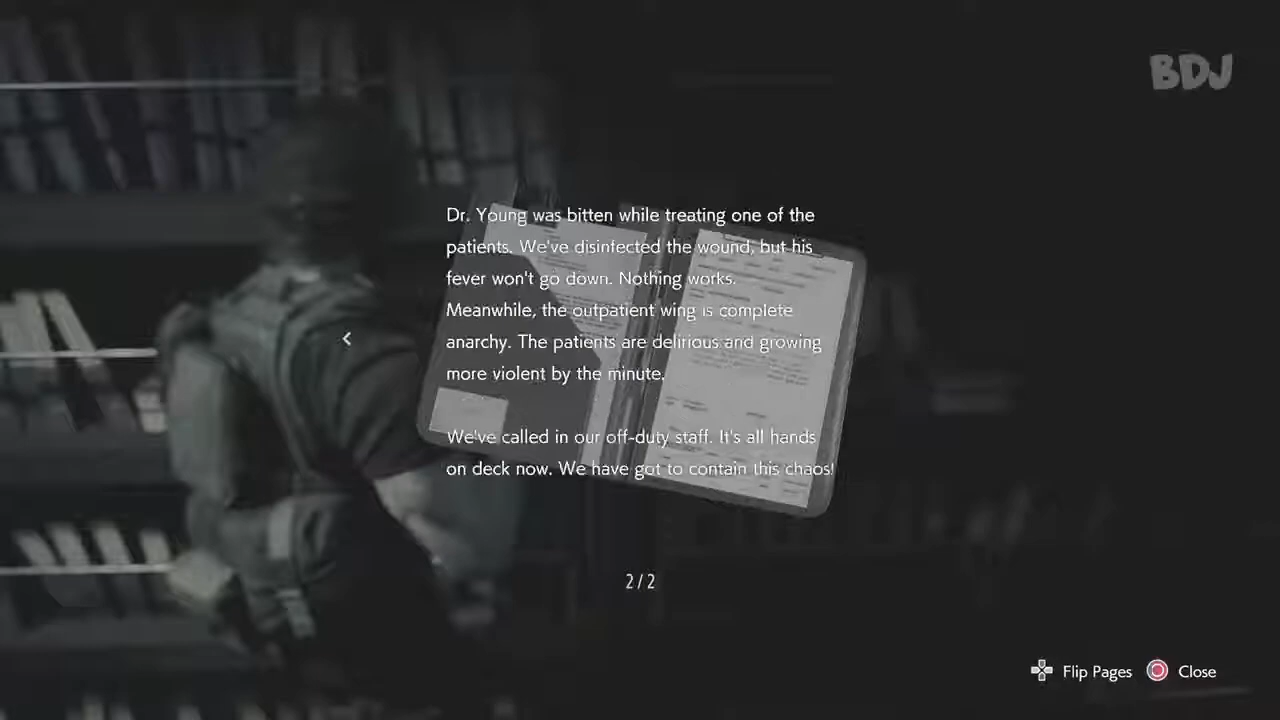 BDJ
Dr. Young was bitten while treating one of the
patients. We've disinfected the wound, but his
fever won't go down. Nothing works.
Meanwhile, the outpatient wing is complete
anarchy. The patients are delirious and growing
more violent by the minute.
We've called in our off-duty staff. It's all hands
on deck now. We have got to contain this chaos!
2/2
Flip Pages
Close